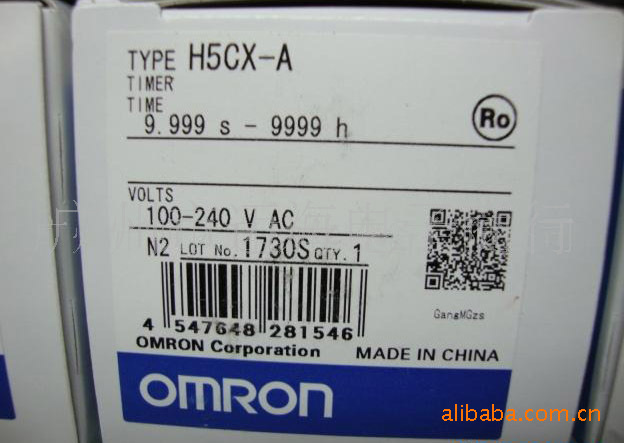 TYPE H5CX-A
TIMER
TIME
9.999 s - 9999 h
Ro
VOLTS
100-240 V AC
N2 LOT No. 1730S QTY. 1
GangMGzs
4 547648 281546
OMRON Corporation
MADE IN CHINA
OMRON
alibaba.com.cn